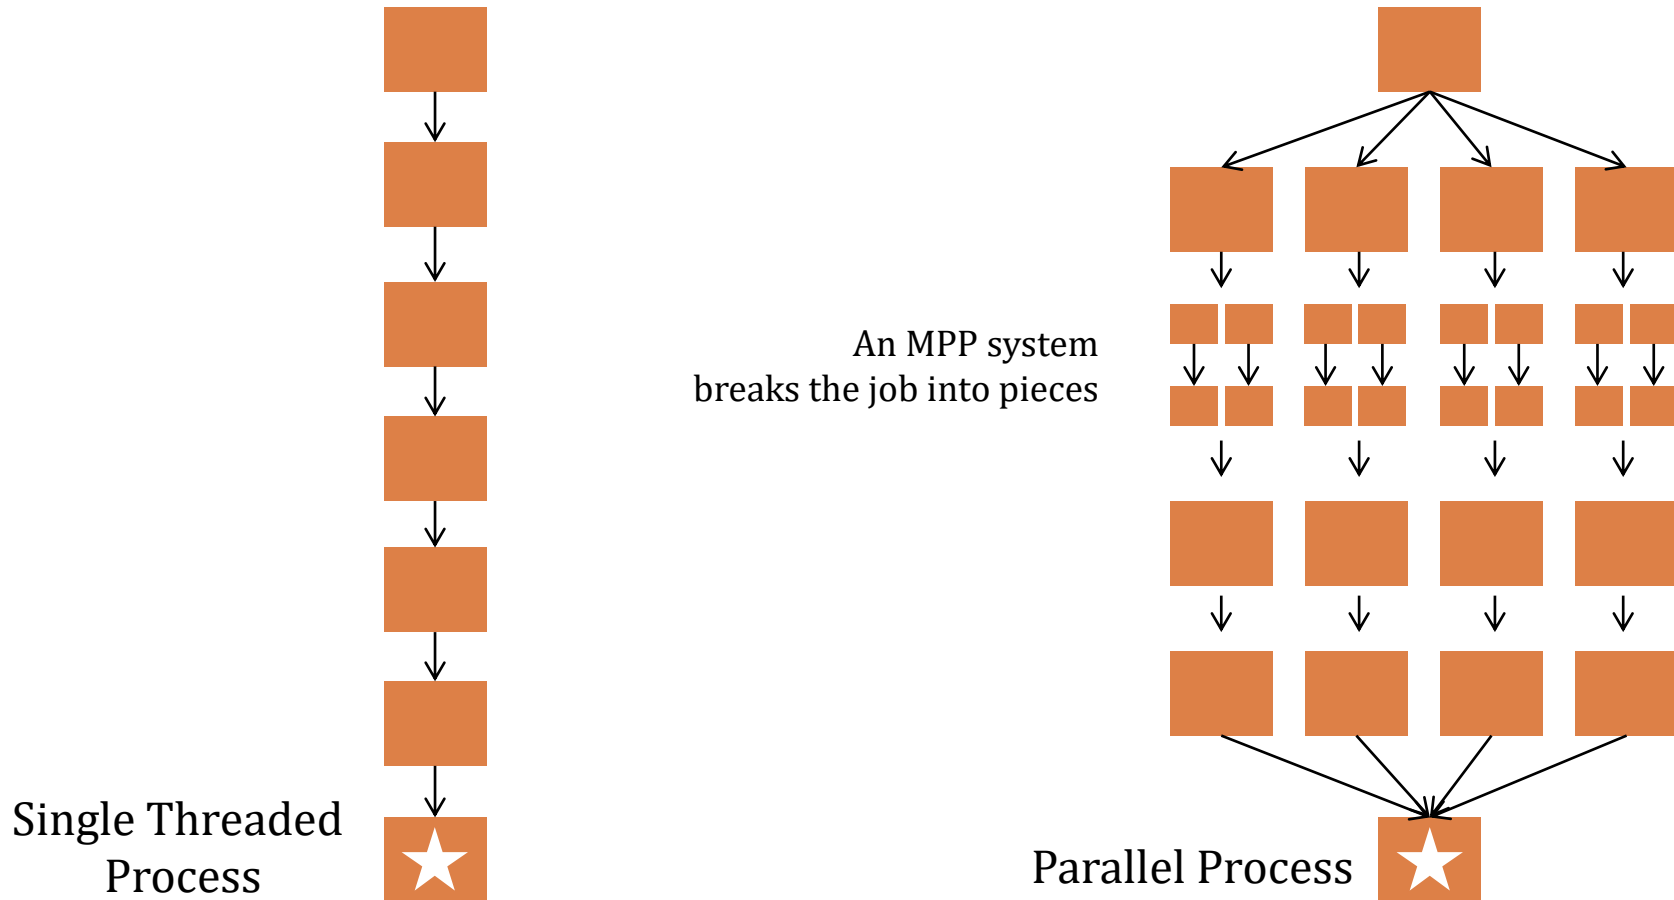 An MPP system
breaks the job into pieces
Single Threaded
Process
Parallel Process